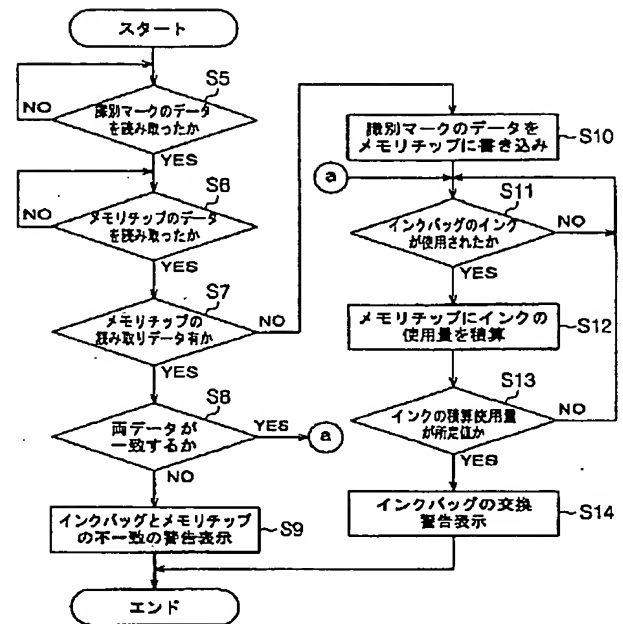 スタート
S5
識別マークのデータ
を読み取ったか
NO
YES
S6
メモリチップのデータ
を読み取ったか
NO
YES
S7
メモリチップの
読み取りデータ有か
NO
YES
S8
両データが
一致するか
YES
a
NO
インクバッグとメモリチップ
の不一致の警告表示
S9
エンド
識別マークのデータを
メモリチップに書き込み
S10
a
S11
インクバッグのインク
が使用されたか
NO
YES
メモリチップにインクの
使用量を積算
S12
S13
インクの積算使用量
が所定値か
NO
YES
インクバッグの交換
警告表示
S14